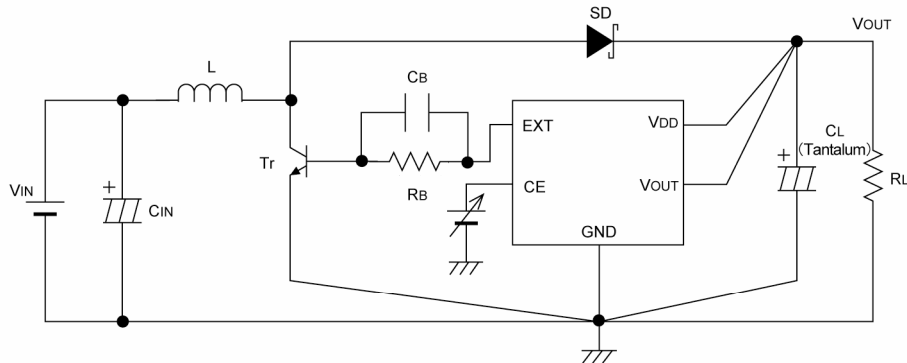 SD
VOUT
L
CB
EXT
VDD
CL
(Tantalum)
Tr
RB
CE
VOUT
RL
VIN
+
CIN
+
GND